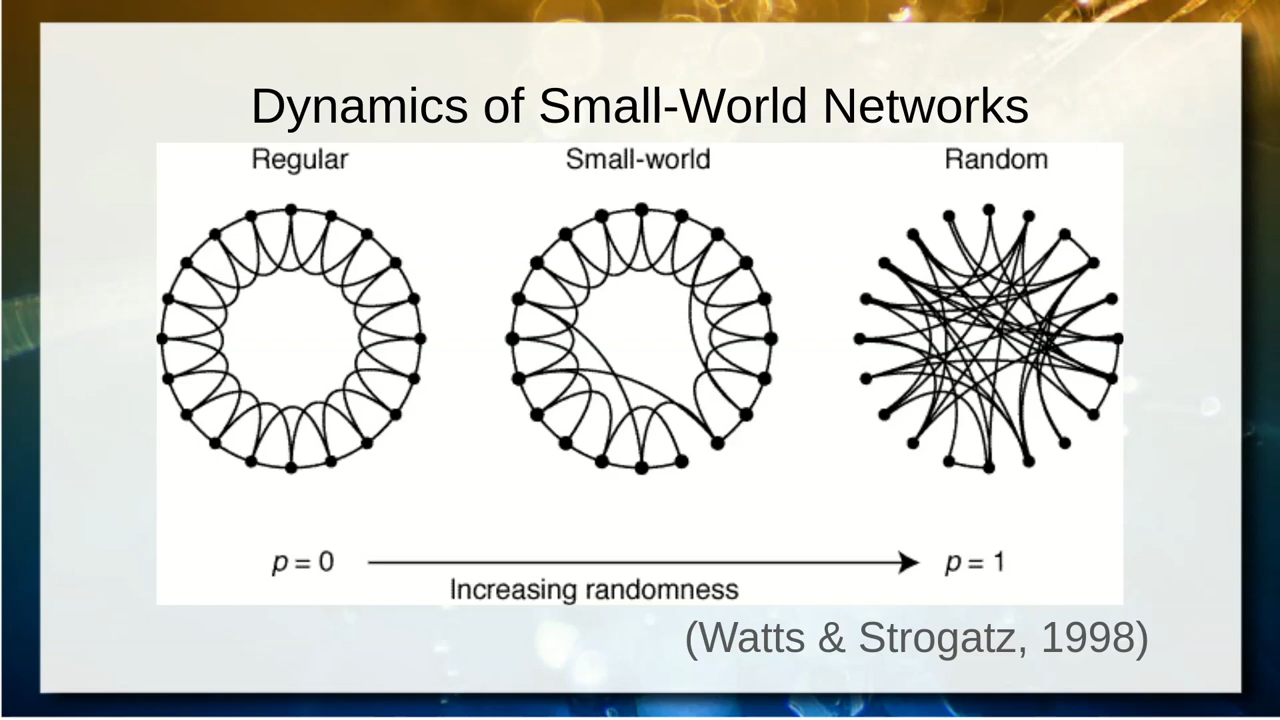 Dynamics of Small-World Networks
Regular
Small-world
Random
p = 0
p = 1
Increasing randomness
(Watts & Strogatz, 1998)